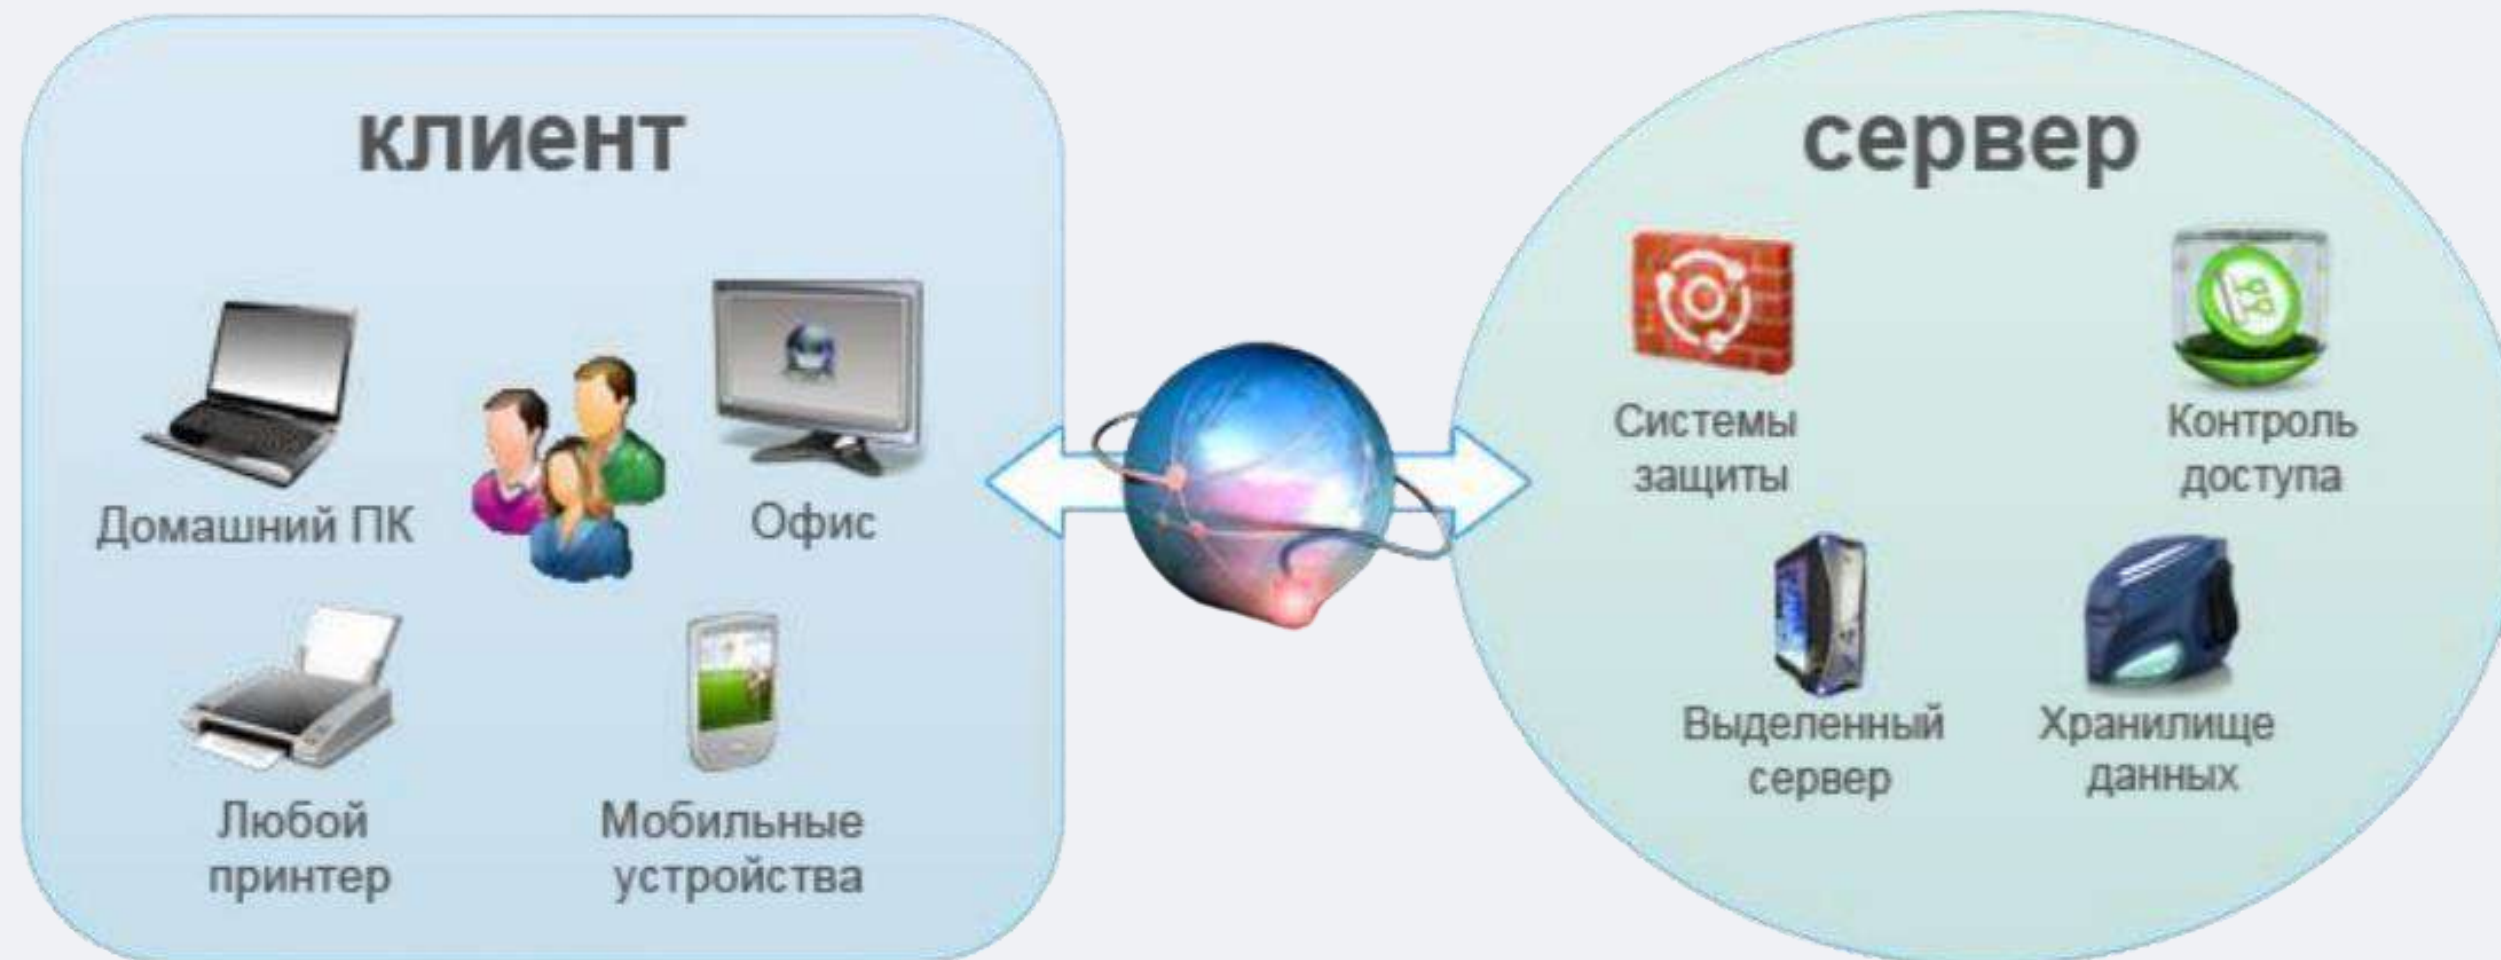 клиент
Домашний ПК
Офис
Любой
принтер
Мобильные
устройства
сервер
Системы
защиты
Контроль
доступа
Выделенный
сервер
Хранилище
данных